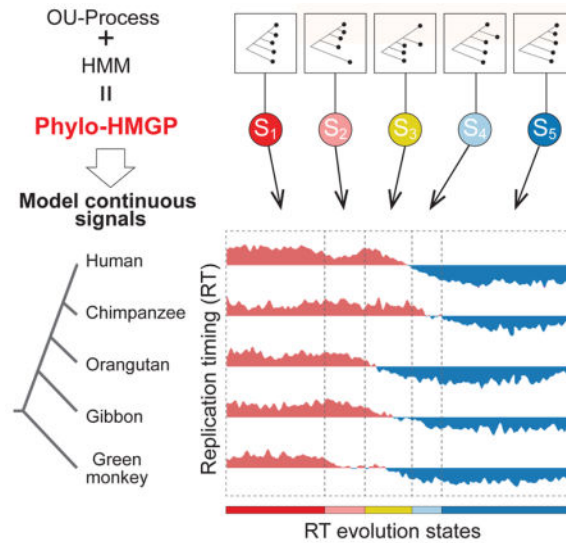 OU-Process
+
HMM
=
Phylo-HMGP
Model continuous
signals
S1 S2 S3 S4 S5
Human
Chimpanzee
Orangutan
Gibbon
Green
monkey
Replication timing (RT)
RT evolution states